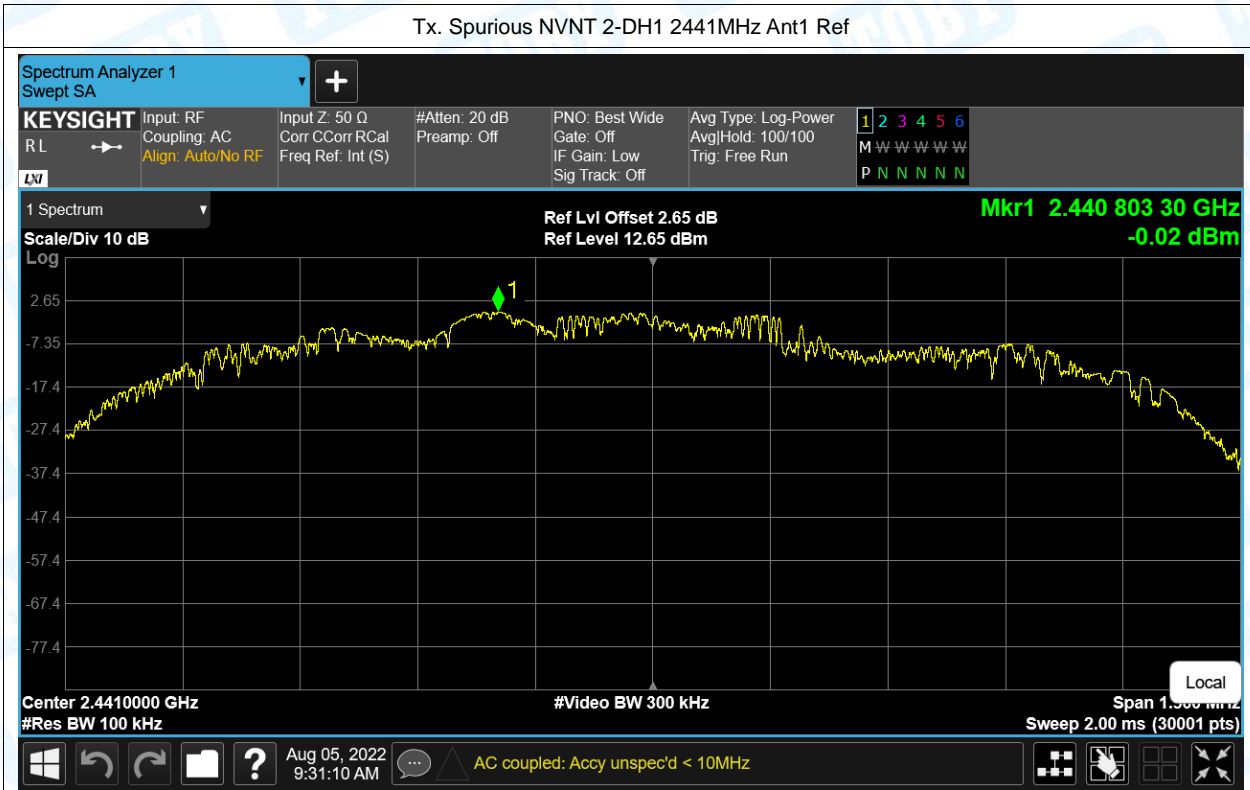 Tx. Spurious NVNT 2-DH1 2441MHz Ant1 Ref
Spectrum Analyzer 1
Swept SA
+
KEYSIGHT
R L
LXI
Input: RF
Coupling: AC
Align: Auto/No RF
Input Z: 50 Ω
Corr CCorr RCal
Freq Ref: Int (S)
#Atten: 20 dB
Preamp: Off
PNO: Best Wide
Gate: Off
IF Gain: Low
Sig Track: Off
Avg Type: Log-Power
Avg|Hold: 100/100
Trig: Free Run
1 2 3 4 5 6
M W W W W W
P N N N N N
1 Spectrum
Scale/Div 10 dB
Ref Lvl Offset 2.65 dB
Ref Level 12.65 dBm
Mkr1 2.440 803 30 GHz
-0.02 dBm
Log
1
2.65
-7.35
-17.4
-27.4
-37.4
-47.4
-57.4
-67.4
-77.4
Local
Center 2.4410000 GHz
#Video BW 300 kHz
Span 1.500 MHz
#Res BW 100 kHz
Sweep 2.00 ms (30001 pts)
?
Aug 05, 2022
9:31:10 AM
AC coupled: Accy unspec'd < 10MHz